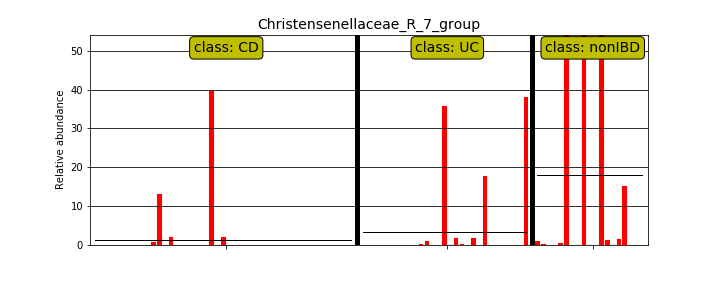 Christensenellaceae_R_7_group
class: CD
class: UC
class: nonIBD
Relative abundance
50
40
30
20
10
0